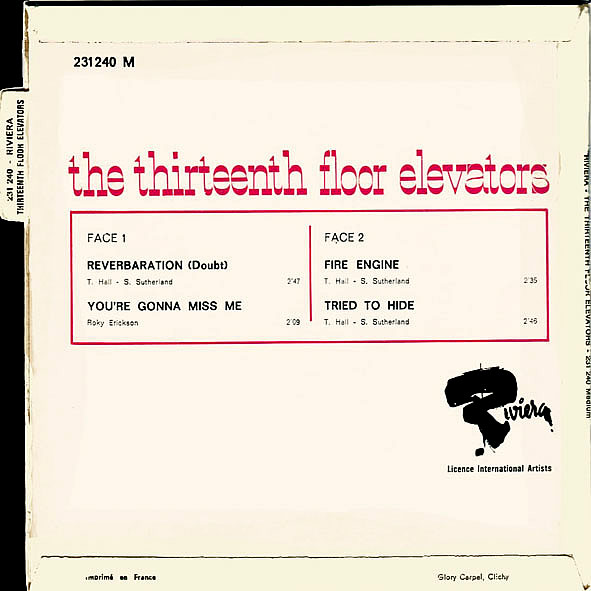 231240 M
231 240 - RIVIERA
THIRTEENTH FLOOR ELEVATORS
the thirteenth floor elevators
FACE 1
REVERBARATION (Doubt)
T. Hall - S. Sutherland 2'47
YOU'RE GONNA MISS ME
Roky Erickson 2'09
FACE 2
FIRE ENGINE
T. Hall - S. Sutherland 2'35
TRIED TO HIDE
T. Hall - S. Sutherland 2'46
Riviera
Licence International Artists
RIVIERA - THE THIRTEENTH FLOOR ELEVATORS - 231 240 Medium
Imprimé en France
Glory Carpel, Clichy